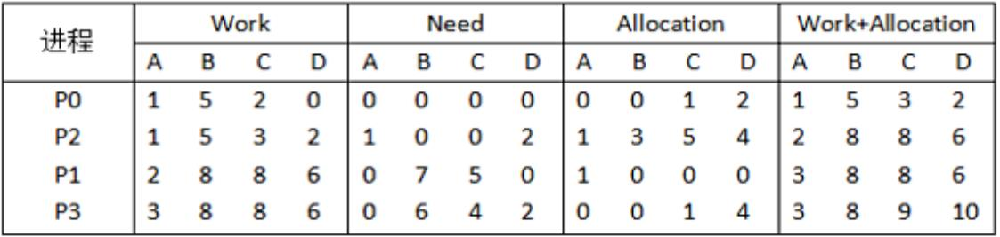 进程 Work Need Allocation Work+Allocation
A B C D A B C D A B C D A B C D
P0 1 5 2 0 0 0 0 0 0 0 1 2 1 5 3 2
P2 1 5 3 2 1 0 0 2 1 3 5 4 2 8 8 6
P1 2 8 8 6 0 7 5 0 1 0 0 0 3 8 8 6
P3 3 8 8 6 0 6 4 2 0 0 1 4 3 8 9 10